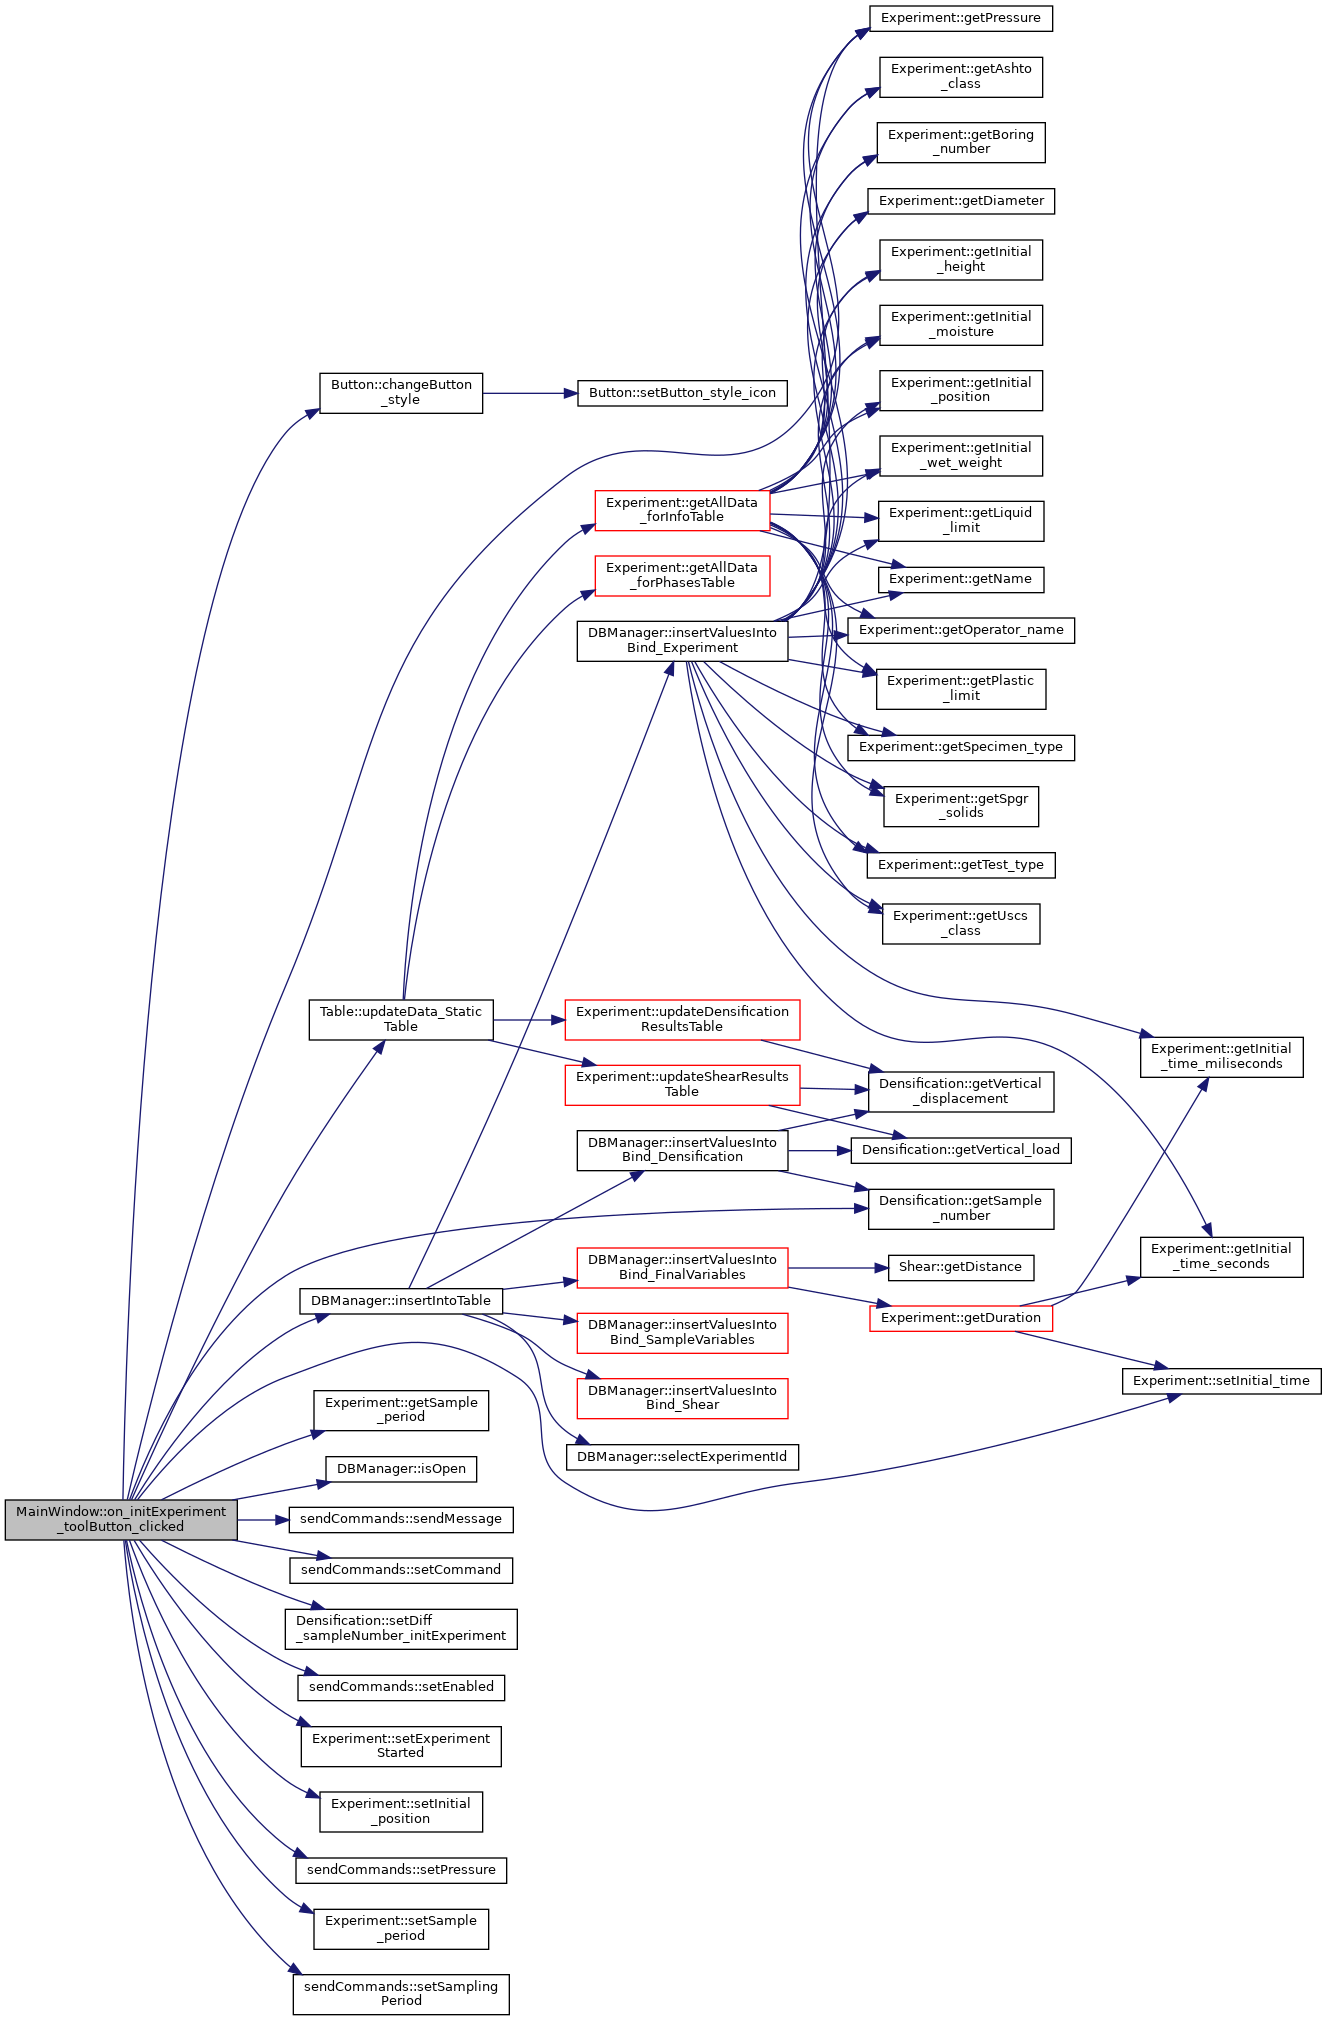 Experiment::getPressure
Experiment::getAshto
_class
Experiment::getBoring
_number
Experiment::getDiameter
Experiment::getInitial
_height
Experiment::getInitial
_moisture
Experiment::getInitial
_position
Button::changeButton
_style
Button::setButton_style_icon
Experiment::getInitial
_wet_weight
Experiment::getAllData
_forInfoTable
Experiment::getLiquid
_limit
Experiment::getAllData
_forPhasesTable
Experiment::getName
DBManager::insertValuesInto
Bind_Experiment
Experiment::getOperator_name
Experiment::getPlastic
_limit
Experiment::getSpecimen_type
Experiment::getSpgr
_solids
Experiment::getTest_type
Experiment::getUscs
_class
Table::updateData_Static
Table
Experiment::updateDensification
ResultsTable
Experiment::getInitial
_time_miliseconds
Experiment::updateShearResults
Table
Densification::getVertical
_displacement
DBManager::insertValuesInto
Bind_Densification
Densification::getVertical_load
Densification::getSample
_number
Experiment::getInitial
_time_seconds
DBManager::insertValuesInto
Bind_FinalVariables
Shear::getDistance
DBManager::insertIntoTable
Experiment::getDuration
DBManager::insertValuesInto
Bind_SampleVariables
Experiment::setInitial_time
DBManager::insertValuesInto
Bind_Shear
Experiment::getSample
_period
DBManager::selectExperimentId
DBManager::isOpen
MainWindow::on_initExperiment
_toolButton_clicked
sendCommands::sendMessage
sendCommands::setCommand
Densification::setDiff
_sampleNumber_initExperiment
sendCommands::setEnabled
Experiment::setExperiment
Started
Experiment::setInitial
_position
sendCommands::setPressure
Experiment::setSample
_period
sendCommands::setSampling
Period